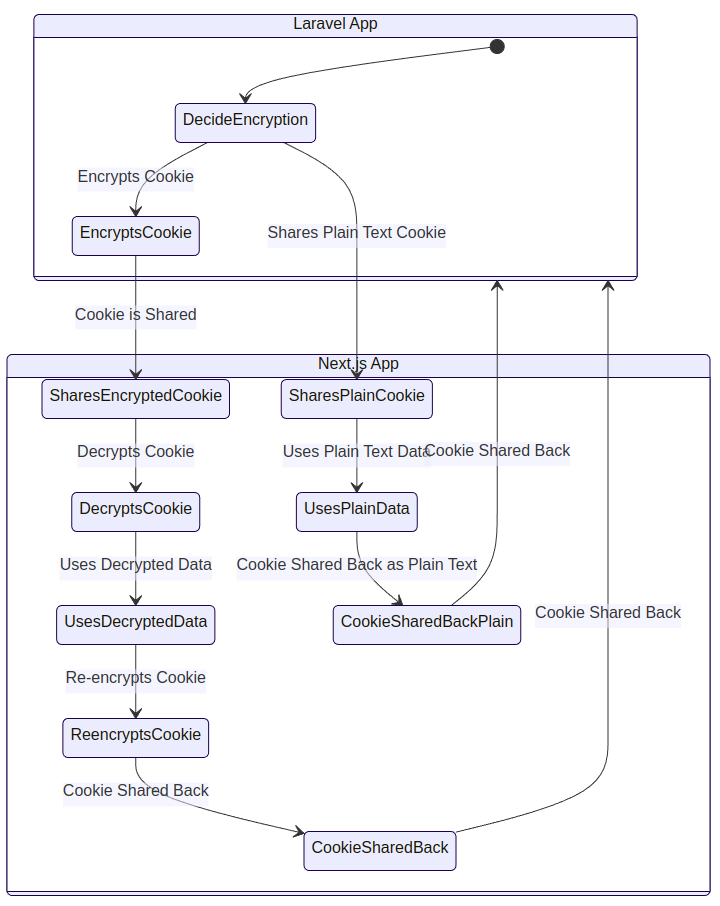 Laravel App
DecideEncryption
Encrypts Cookie
EncryptsCookie
Shares Plain Text Cookie
Cookie is Shared
Next.js App
SharesEncryptedCookie
SharesPlainCookie
Decrypts Cookie
Uses Plain Text Data
Cookie Shared Back
DecryptsCookie
UsesPlainData
Uses Decrypted Data
Cookie Shared Back as Plain Text
UsesDecryptedData
CookieSharedBackPlain
Cookie Shared Back
Re-encrypts Cookie
ReencryptsCookie
Cookie Shared Back
CookieSharedBack